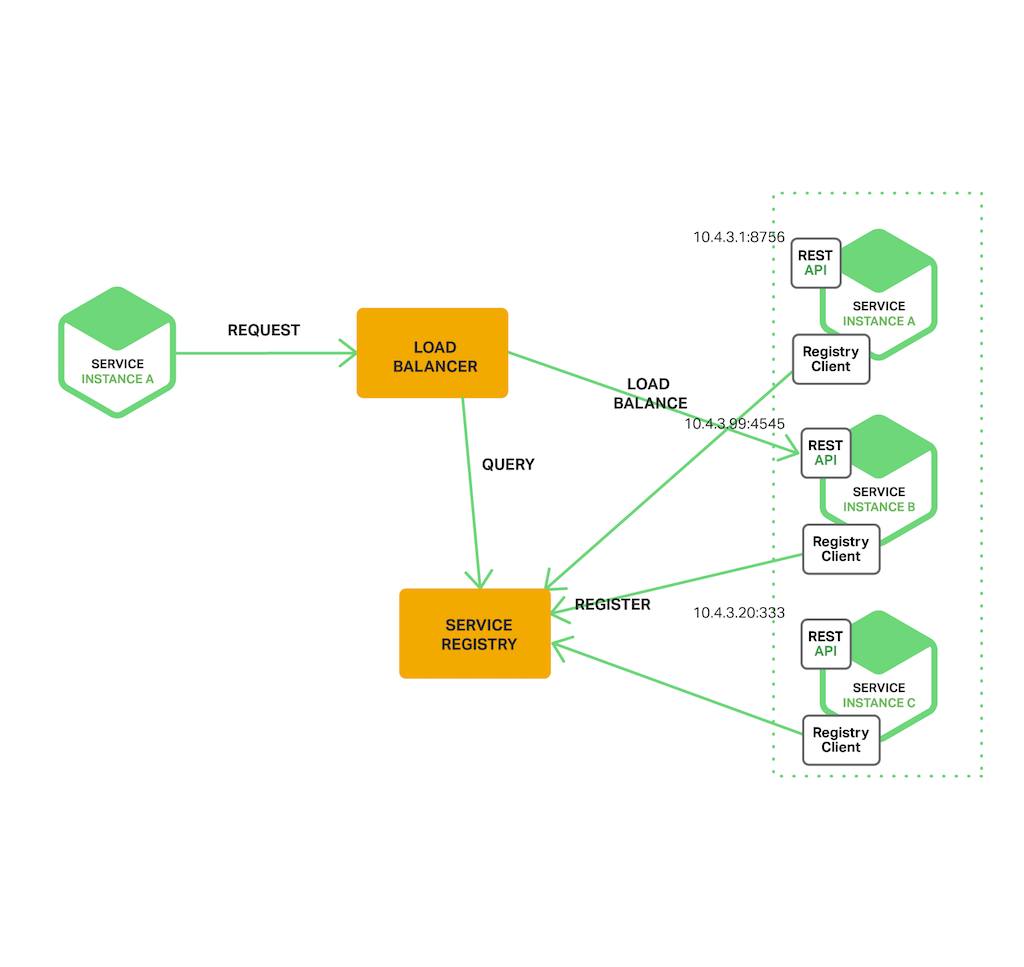 10.4.3.1:8756
REST
API
SERVICE
INSTANCE A
Registry
Client
SERVICE
INSTANCE A
REQUEST
LOAD
BALANCER
LOAD
BALANCE
10.4.3.99:4545
REST
API
SERVICE
INSTANCE B
Registry
Client
QUERY
SERVICE
REGISTRY
REGISTER
10.4.3.20:333
REST
API
SERVICE
INSTANCE C
Registry
Client